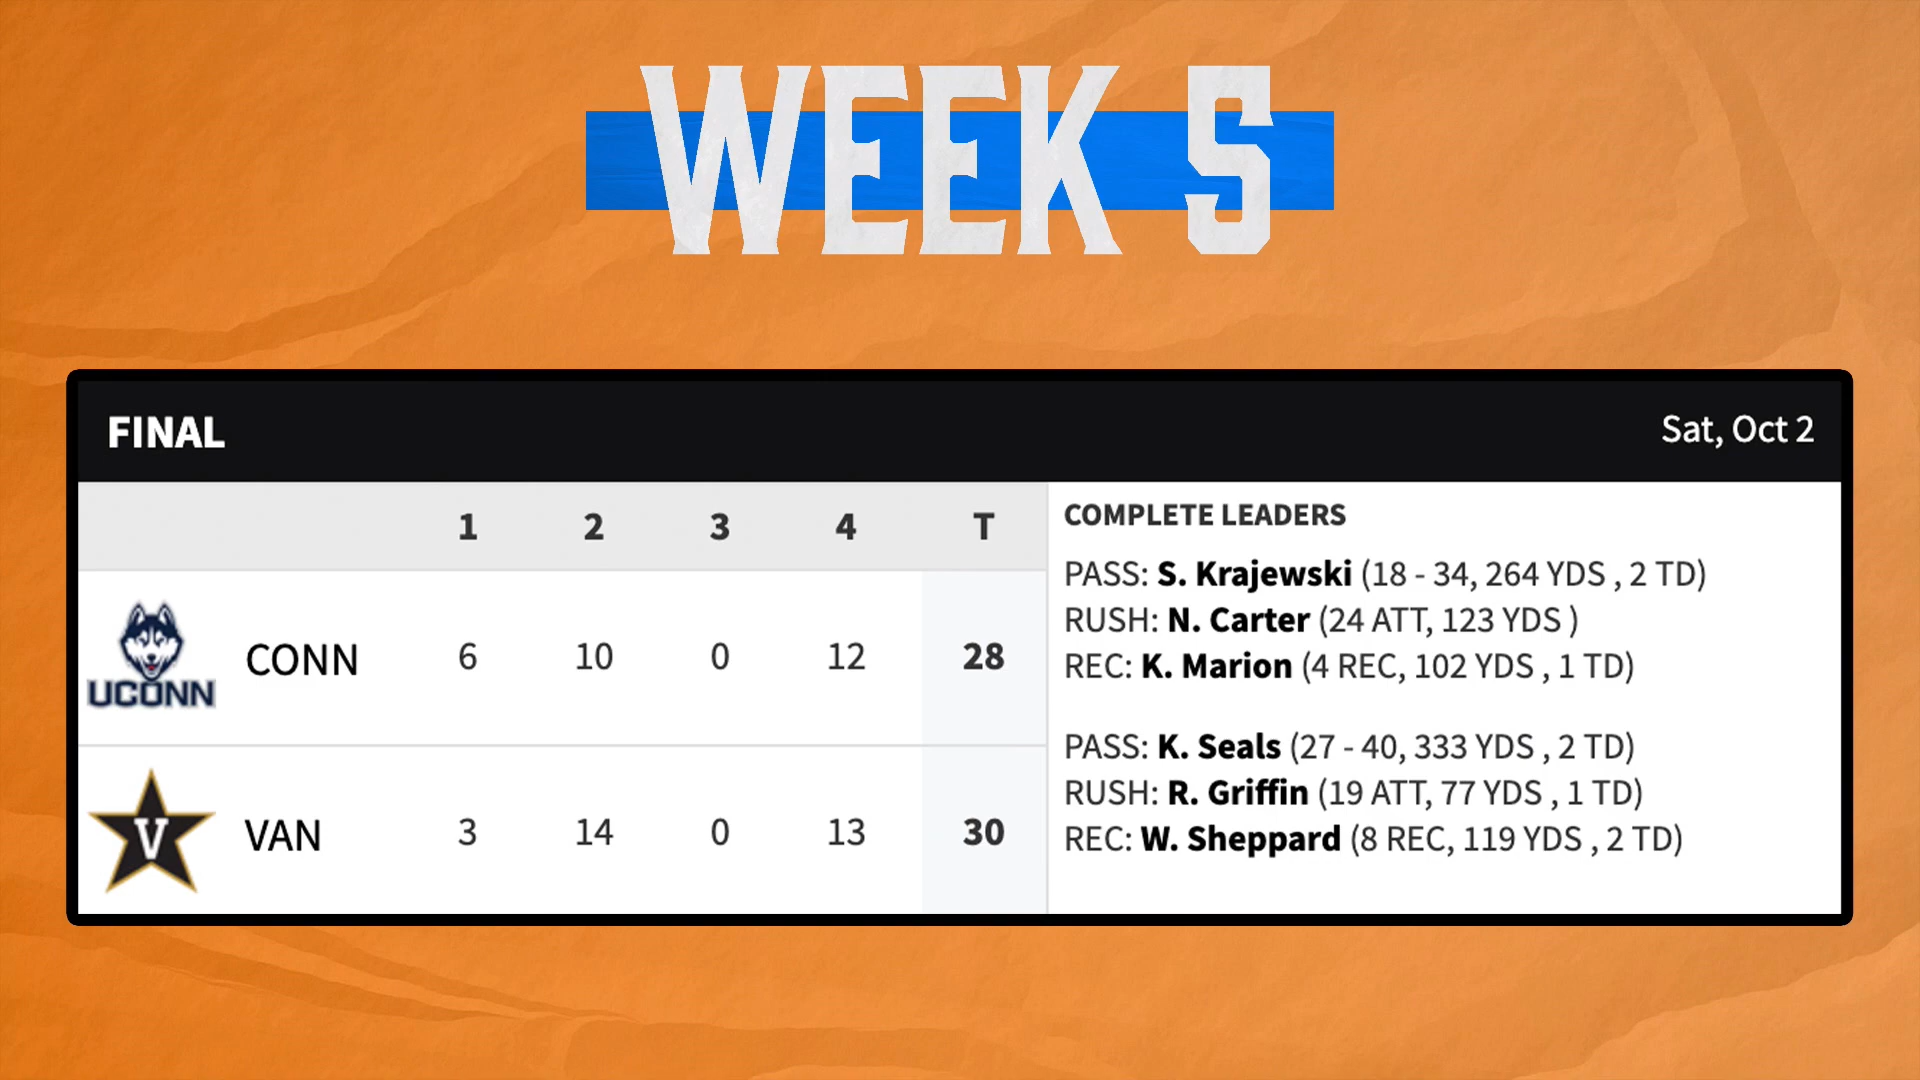 WEEK 5
FINAL
Sat, Oct 2
1 2 3 4 T
UCONN CONN 6 10 0 12 28
V VAN 3 14 0 13 30
COMPLETE LEADERS
PASS: S. Krajewski (18 - 34, 264 YDS , 2 TD)
RUSH: N. Carter (24 ATT, 123 YDS )
REC: K. Marion (4 REC, 102 YDS , 1 TD)
PASS: K. Seals (27 - 40, 333 YDS , 2 TD)
RUSH: R. Griffin (19 ATT, 77 YDS , 1 TD)
REC: W. Sheppard (8 REC, 119 YDS , 2 TD)